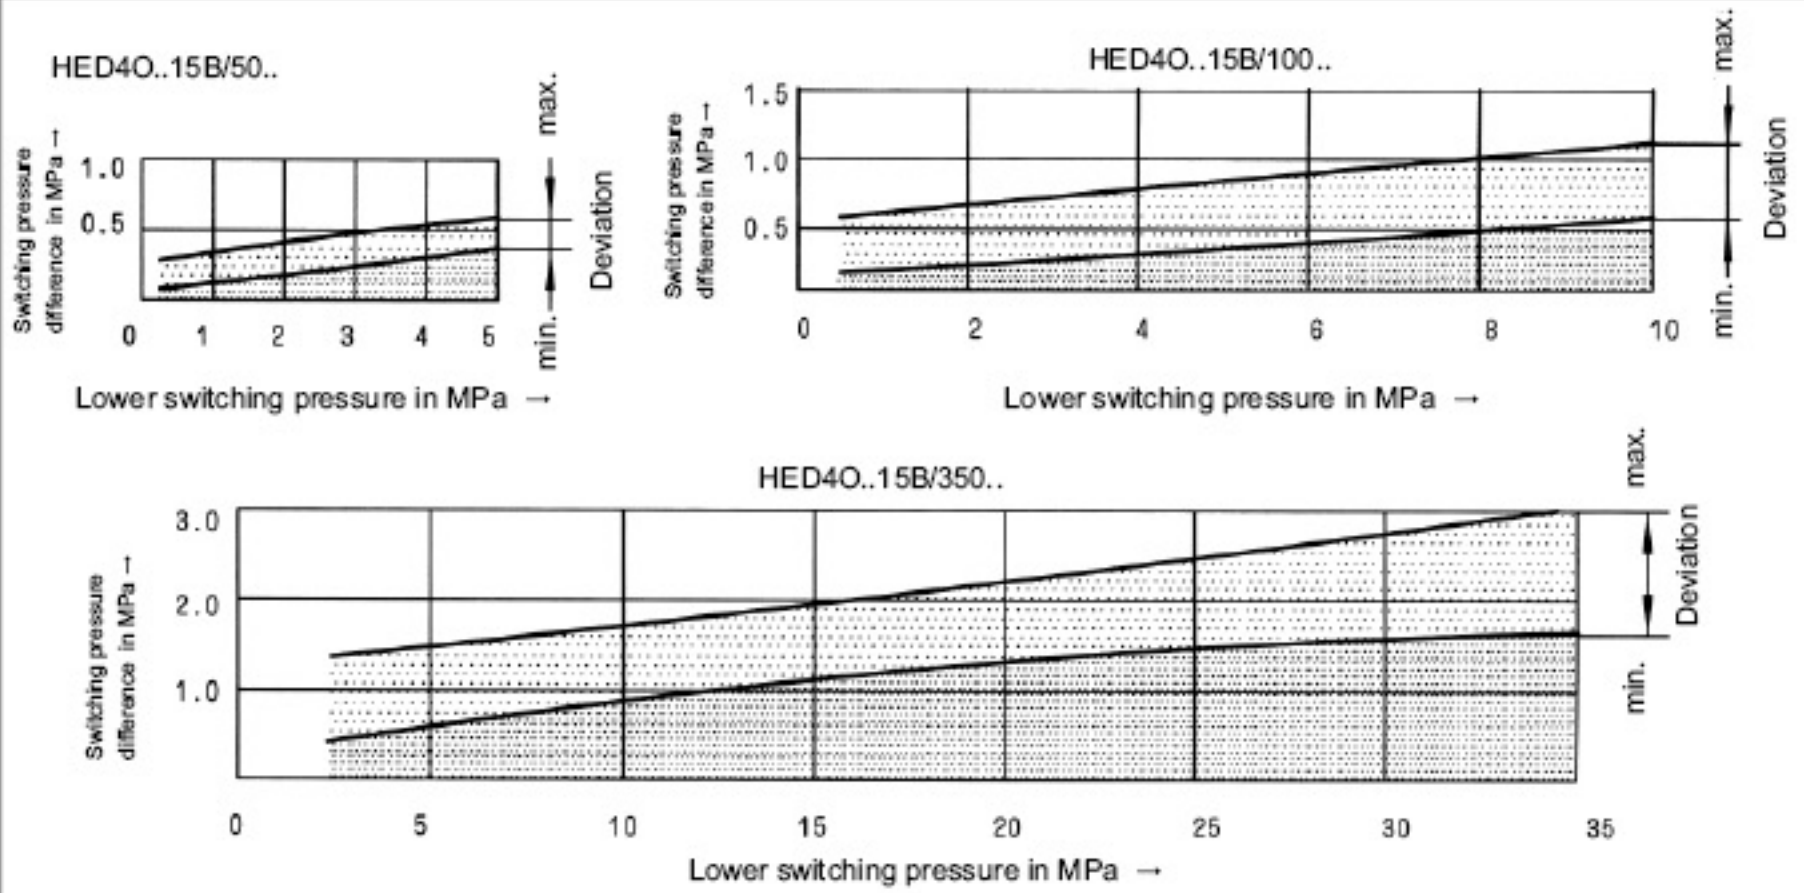 HED4O..15B/50..
Switching pressure
difference in MPa →
1.0
0.5
0 1 2 3 4 5
Lower switching pressure in MPa →
max.
Deviation
min.
HED4O..15B/100..
Switching pressure
difference in MPa →
1.5
1.0
0.5
0 2 4 6 8 10
Lower switching pressure in MPa →
max.
Deviation
min.
HED4O..15B/350..
Switching pressure
difference in MPa →
3.0
2.0
1.0
0 5 10 15 20 25 30 35
Lower switching pressure in MPa →
max.
Deviation
min.